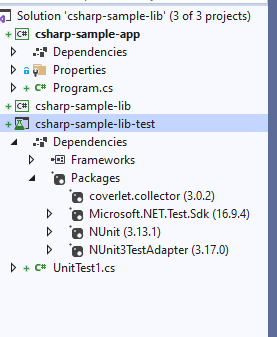 Solution 'csharp-sample-lib' (3 of 3 projects)
csharp-sample-app
Dependencies
Properties
C# Program.cs
csharp-sample-lib
csharp-sample-lib-test
Dependencies
Frameworks
Packages
coverlet.collector (3.0.2)
Microsoft.NET.Test.Sdk (16.9.4)
NUnit (3.13.1)
NUnit3TestAdapter (3.17.0)
C# UnitTest1.cs